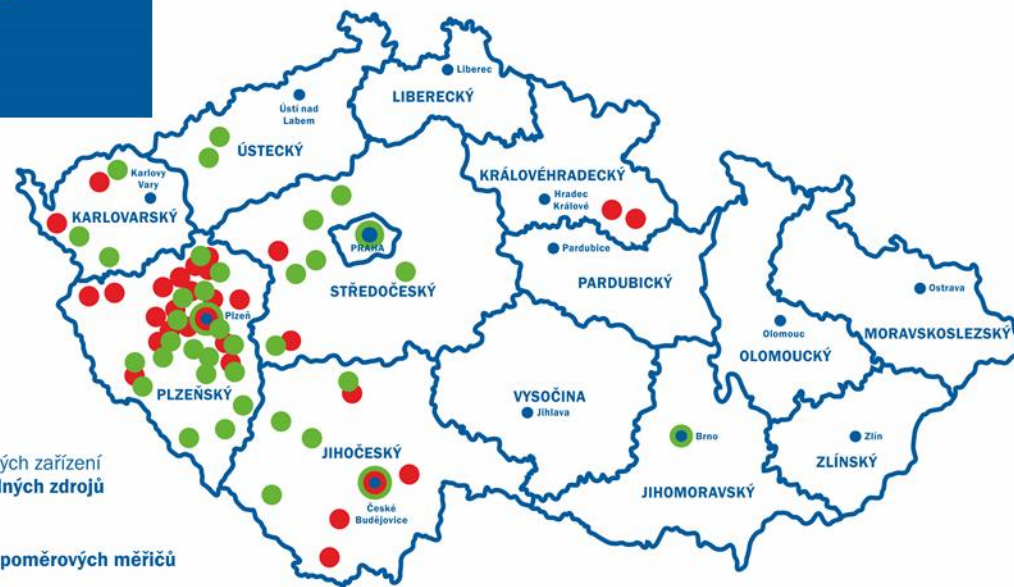 Liberec
LIBERECKÝ
Ústí nad
Labem
ÚSTECKÝ
Karlovy
Vary
KARLOVARSKÝ
KRÁLOVÉHRADECKÝ
Hradec
Králové
PRAHA
Pardubice
PARDUBICKÝ
STŘEDOČESKÝ
Ostrava
MORAVSKOSLEZSKÝ
Olomouc
OLOMOUCKÝ
Plzeň
PLZEŇSKÝ
VYSOČINA
Jihlava
Brno
Zlín
ZLÍNSKÝ
JIHOČESKÝ
JIHOMORAVSKÝ
České
Budějovice
ých zařízení
lných zdrojů
poměrových měřičů